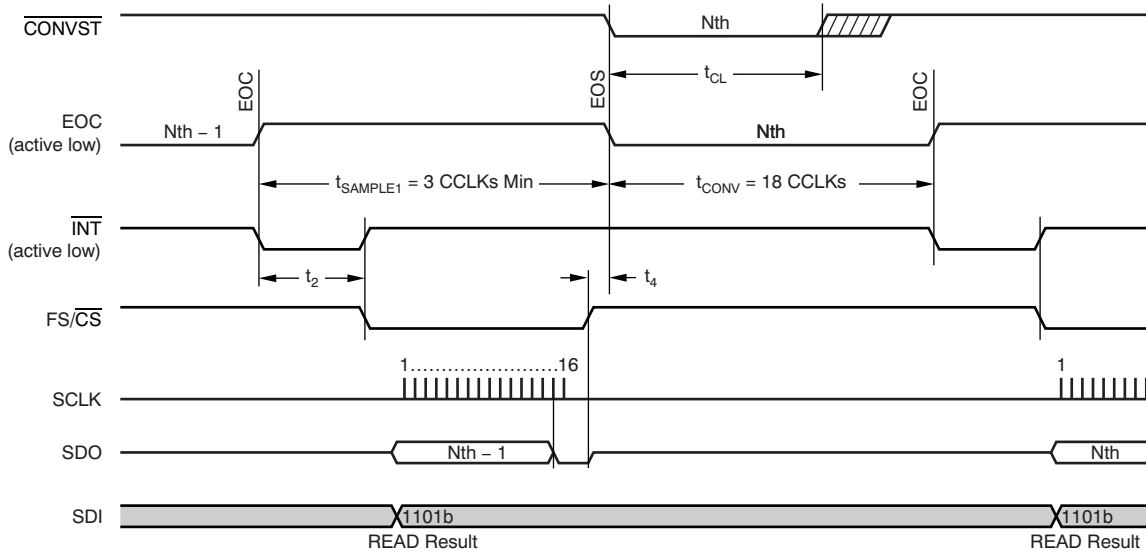 CONVST
Nth
t_CL
EOC
EOS
EOC
EOC
(active low)
Nth − 1
Nth
t_SAMPLE1 = 3 CCLKs Min
t_CONV = 18 CCLKs
INT
(active low)
t_2
t_4
FS/CS
1.......................16
1
SCLK
SDO
Nth − 1
Nth
SDI
1101b
1101b
READ Result
READ Result